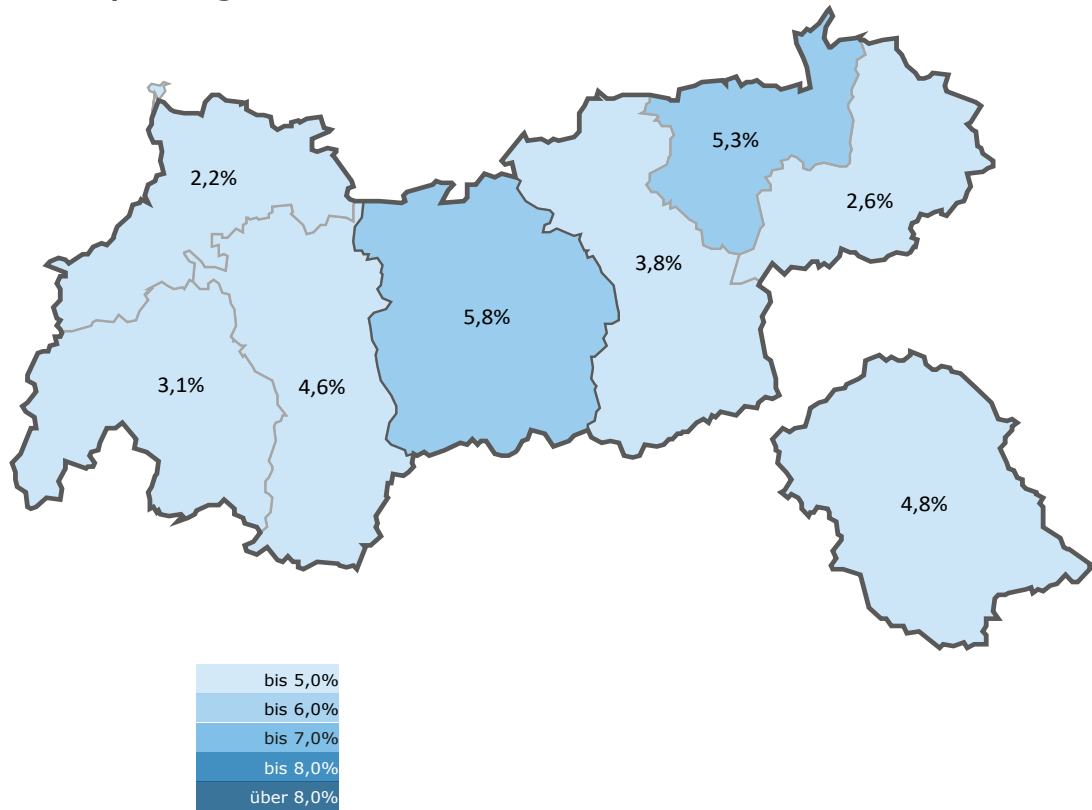 5,3%
2,2%
2,6%
3,8%
5,8%
3,1%
4,6%
4,8%
bis 5,0%
bis 6,0%
bis 7,0%
bis 8,0%
über 8,0%